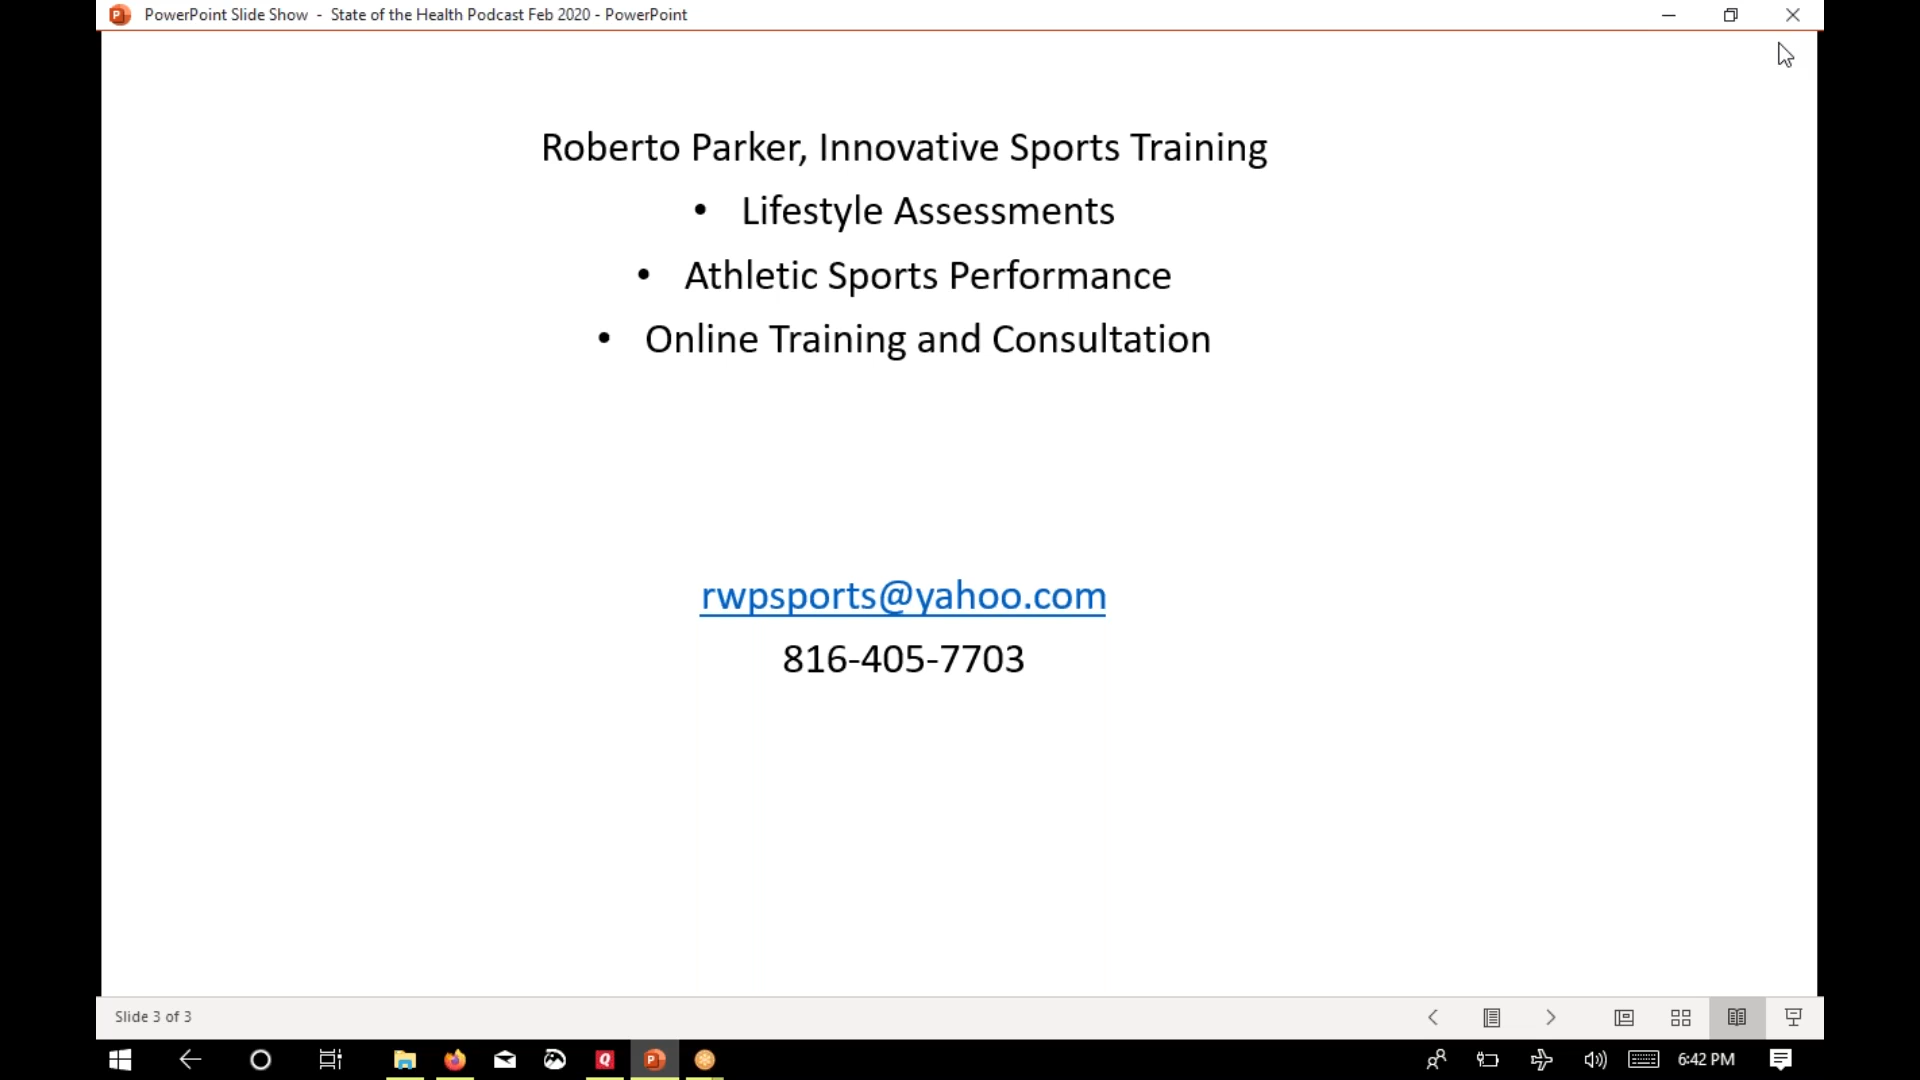 PowerPoint Slide Show - State of the Health Podcast Feb 2020 - PowerPoint
Roberto Parker, Innovative Sports Training
• Lifestyle Assessments
• Athletic Sports Performance
• Online Training and Consultation
rwpsports@yahoo.com
816-405-7703
Slide 3 of 3
6:42 PM